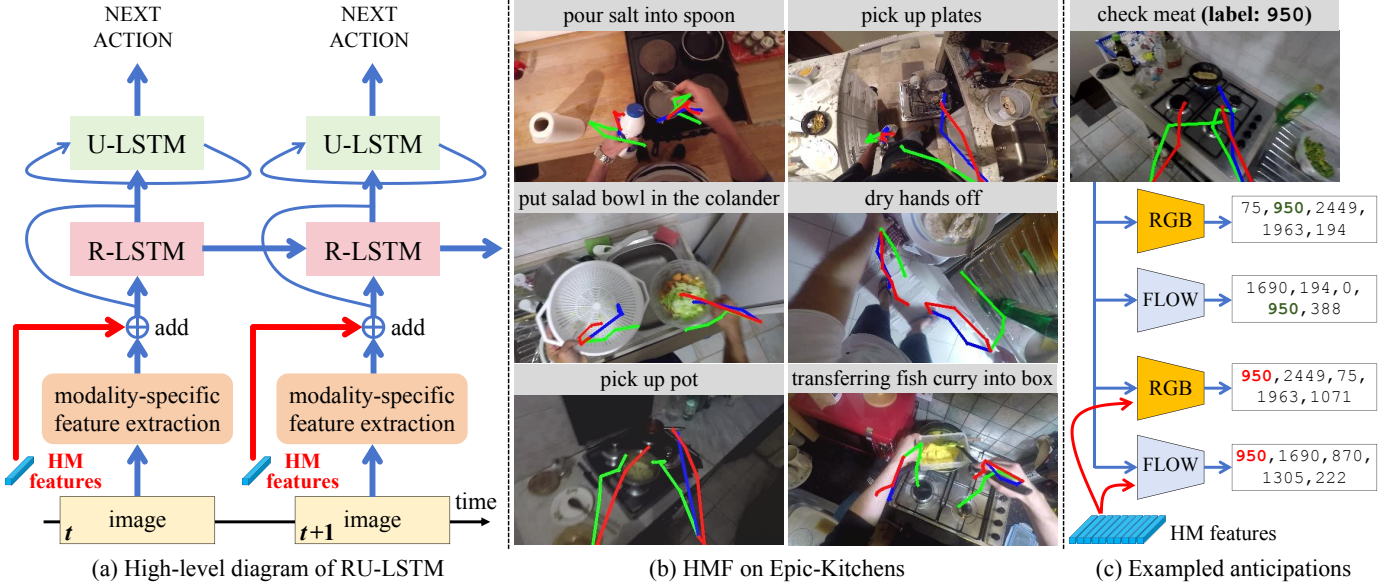 NEXT
ACTION
NEXT
ACTION
U-LSTM
U-LSTM
R-LSTM
R-LSTM
add
add
modality-specific
feature extraction
modality-specific
feature extraction
HM
features
HM
features
time
t
image
t+1
image
(a) High-level diagram of RU-LSTM
pour salt into spoon
pick up plates
put salad bowl in the colander
dry hands off
pick up pot
transferring fish curry into box
(b) HMF on Epic-Kitchens
check meat (label: 950)
RGB
75,950,2449,
1963,194
FLOW
1690,194,0,
950,388
RGB
950,2449,75,
1963,1071
FLOW
950,1690,870,
1305,222
HM features
(c) Exampled anticipations